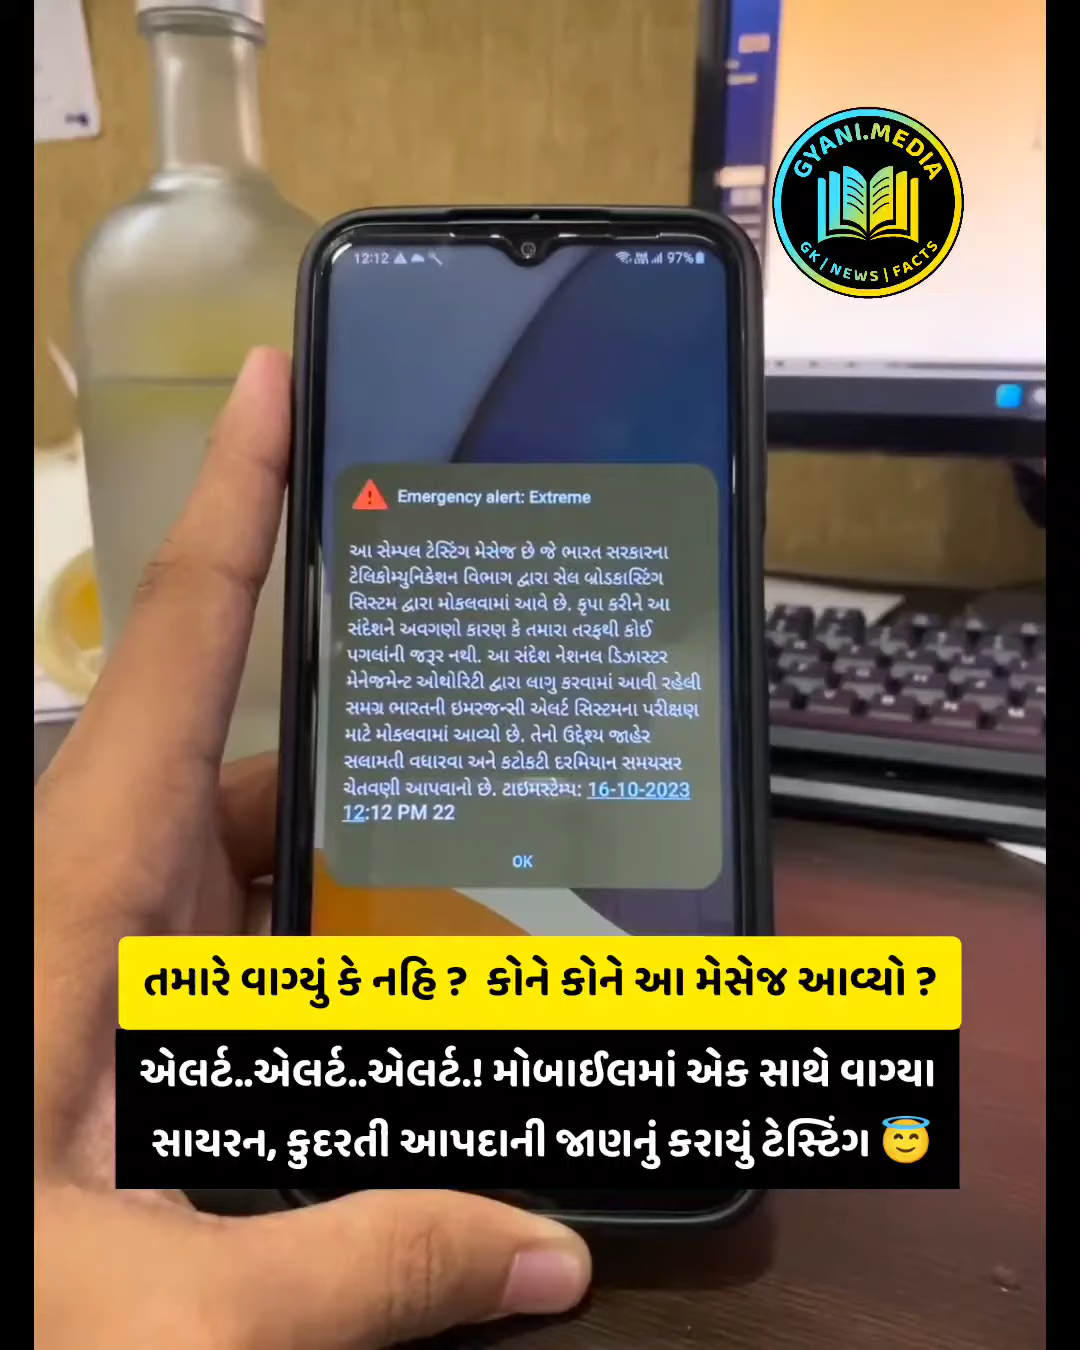 GYANI.MEDIA
GK | NEWS | FACTS
12:12
97%
Emergency alert: Extreme
આ સેમ્પલ ટેસ્ટિંગ મેસેજ છે જે ભારત સરકારના
ટેલિકોમ્યુનિકેશન વિભાગ દ્વારા સેલ બ્રોડકાસ્ટિંગ
સિસ્ટમ દ્વારા મોકલવામાં આવે છે. કૃપા કરીને આ
સંદેશને અવગણો કારણ કે તમારા તરફથી કોઈ
પગલાંની જરૂર નથી. આ સંદેશ નેશનલ ડિઝાસ્ટર
મેનેજમેન્ટ ઓથોરિટી દ્વારા લાગુ કરવામાં આવી રહેલી
સમગ્ર ભારતની ઇમરજન્સી એલર્ટ સિસ્ટમના પરીક્ષણ
માટે મોકલવામાં આવ્યો છે. તેનો ઉદ્દેશ્ય જાહેર
સલામતી વધારવા અને કટોકટી દરમિયાન સમયસર
ચેતવણી આપવાનો છે. ટાઇમસ્ટેમ્પ: 16-10-2023
12:12 PM 22
OK
તમારે વાગ્યું કે નહિ ? કોને કોને આ મેસેજ આવ્યો ?
એલર્ટ..એલર્ટ..એલર્ટ.! મોબાઈલમાં એક સાથે વાગ્યા
સાયરન, કુદરતી આપદાની જાણનું કરાયું ટેસ્ટિંગ 😇